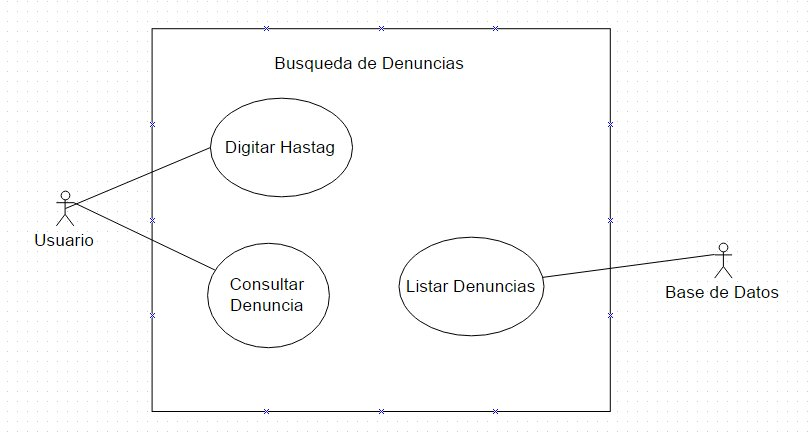 Busqueda de Denuncias
Digitar Hastag
Usuario
Consultar
Denuncia
Listar Denuncias
Base de Datos